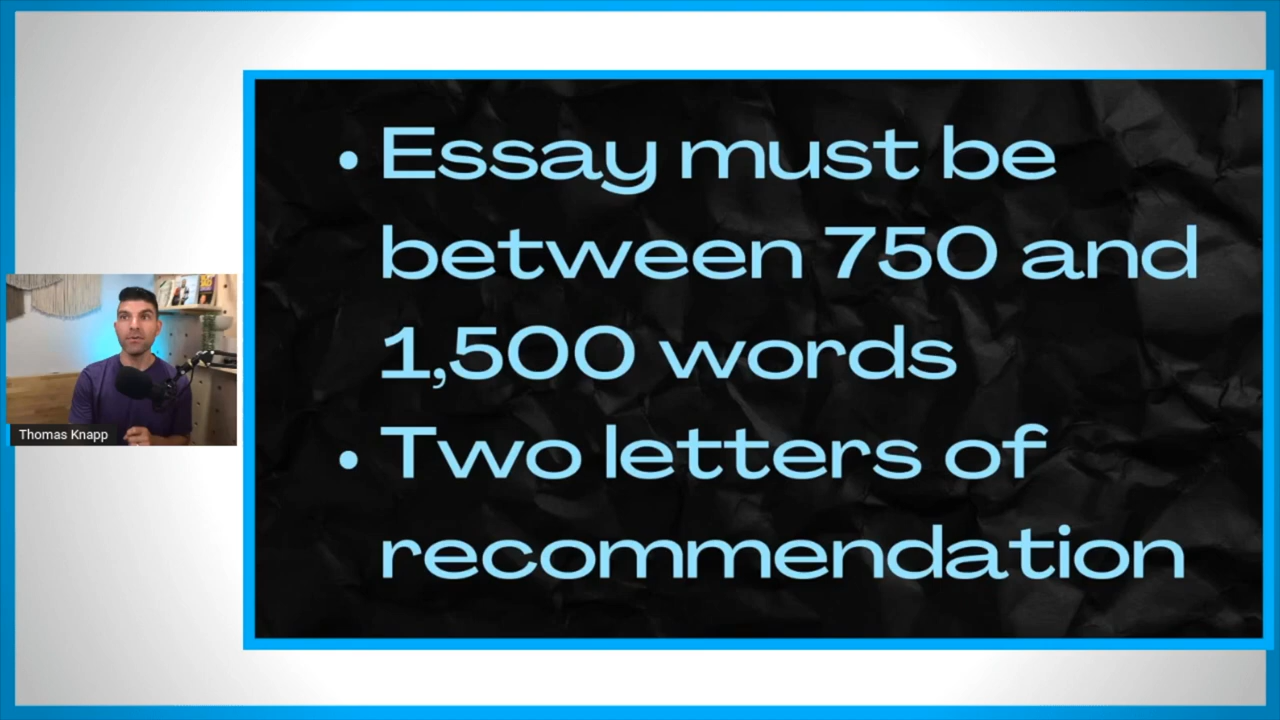 • Essay must be
between 750 and
1,500 words
• Two letters of
recommendation
Thomas Knapp